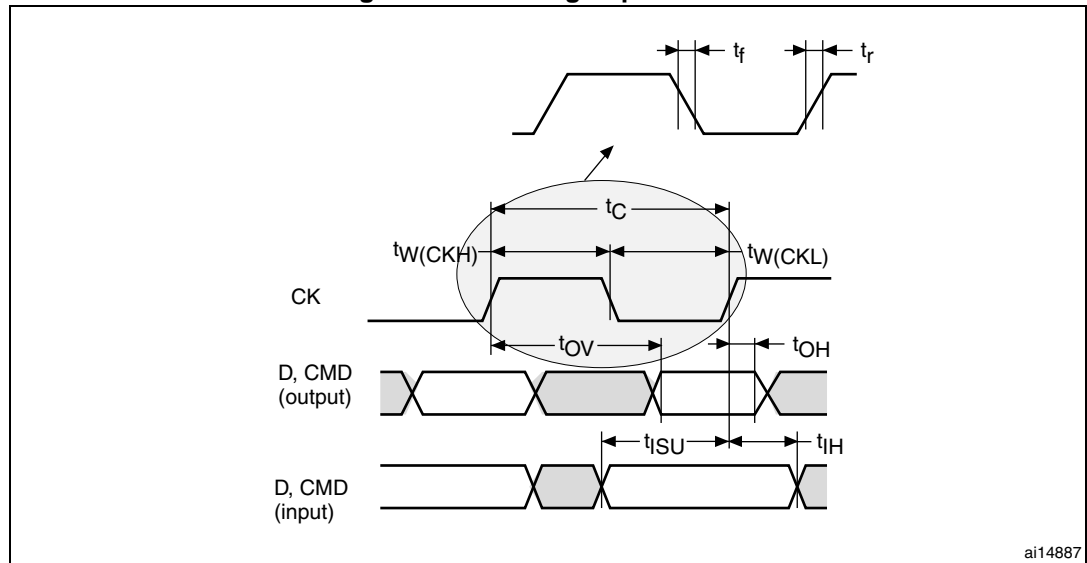 tf
tr
tC
tW(CKH)
tW(CKL)
CK
tOV
tOH
D, CMD
(output)
tISU
tIH
D, CMD
(input)
ai14887